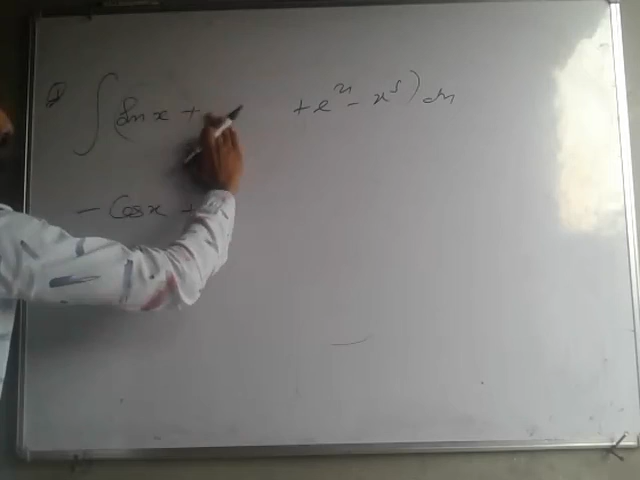 ∫(sin x + + e^x - x^5) dx
- Cos x +